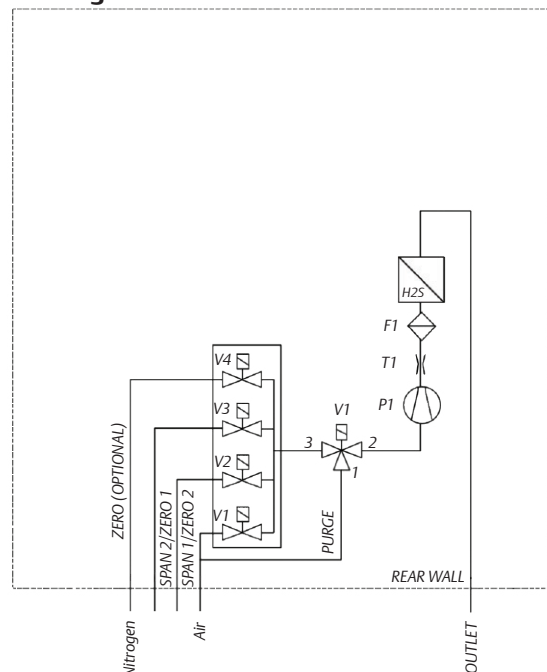 H2S
F1
T1
P1
V4
V3
V2
V1
V1
3
2
1
ZERO (OPTIONAL)
SPAN 2/ZERO 1
SPAN 1/ZERO 2
PURGE
REAR WALL
Air
OUTLET